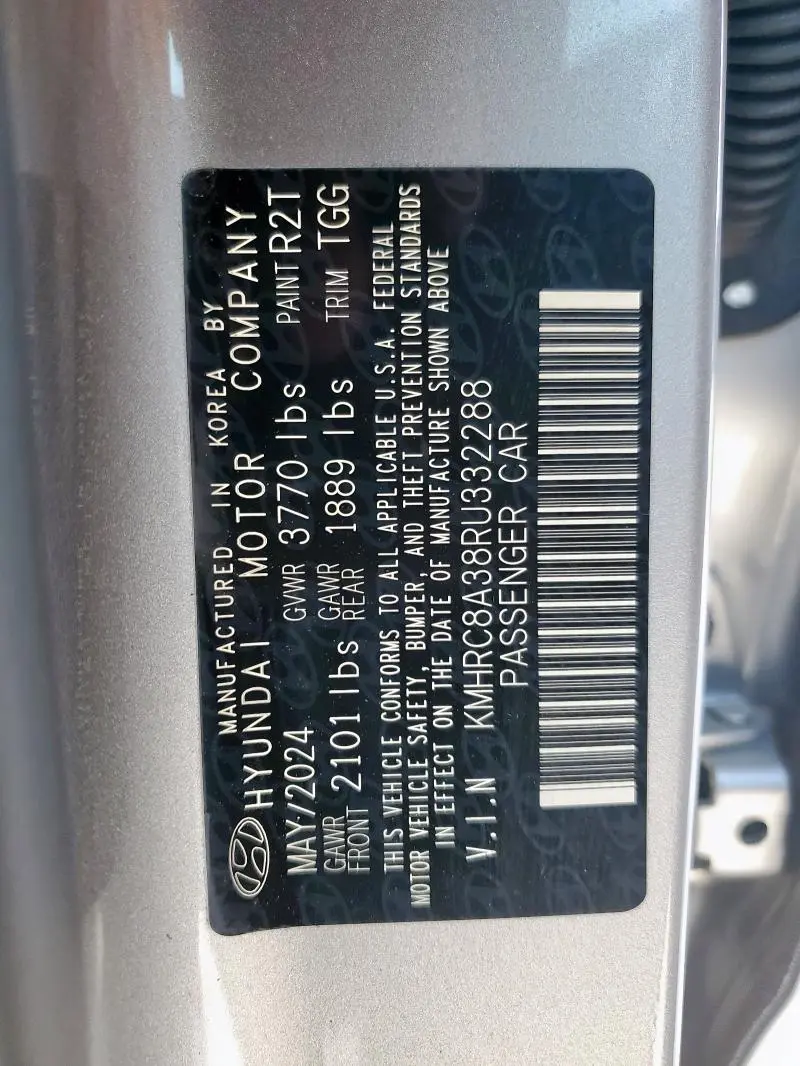 MANUFACTURED IN KOREA BY
HYUNDAI MOTOR COMPANY
MAY/2024 GVWR 3770 lbs PAINT R2T
GAWR FRONT 2101 lbs GAWR REAR 1889 lbs TRIM TGG
THIS VEHICLE CONFORMS TO ALL APPLICABLE U.S.A. FEDERAL
MOTOR VEHICLE SAFETY, BUMPER, AND THEFT PREVENTION STANDARDS
IN EFFECT ON THE DATE OF MANUFACTURE SHOWN ABOVE
V.I.N KMHRC8A38RU332288
PASSENGER CAR